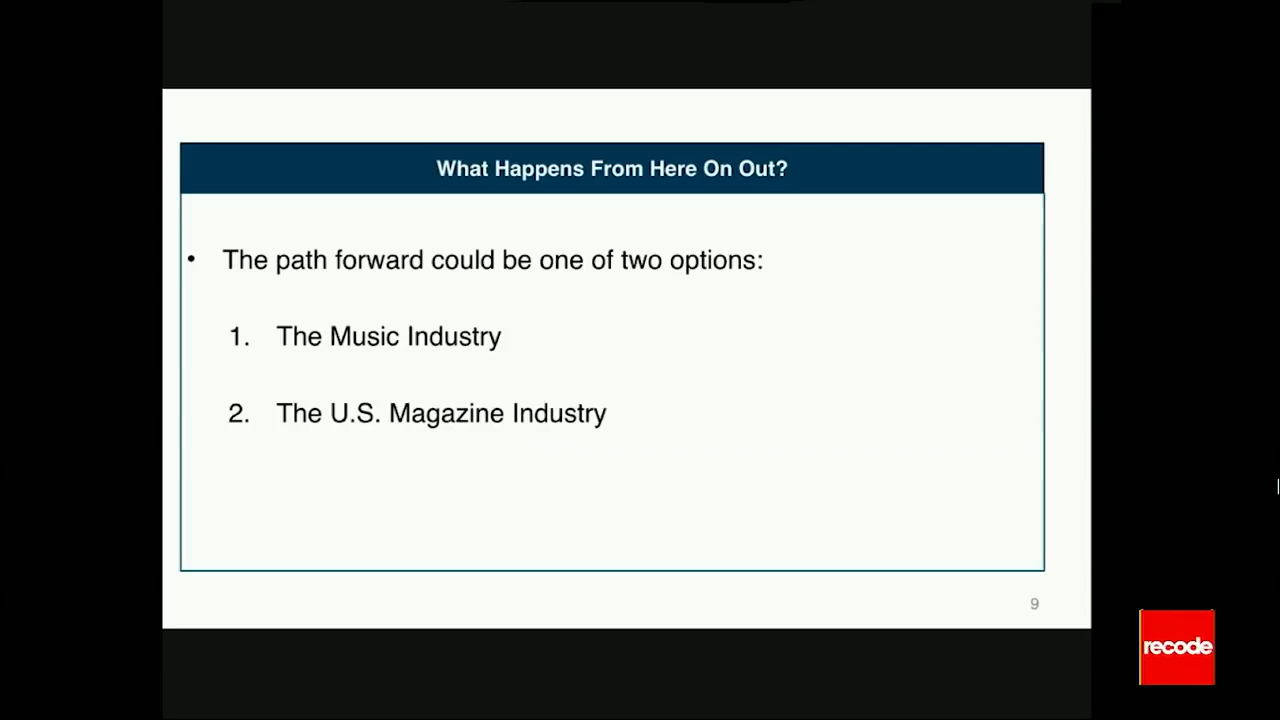 What Happens From Here On Out?
• The path forward could be one of two options:
1. The Music Industry
2. The U.S. Magazine Industry
9
recode